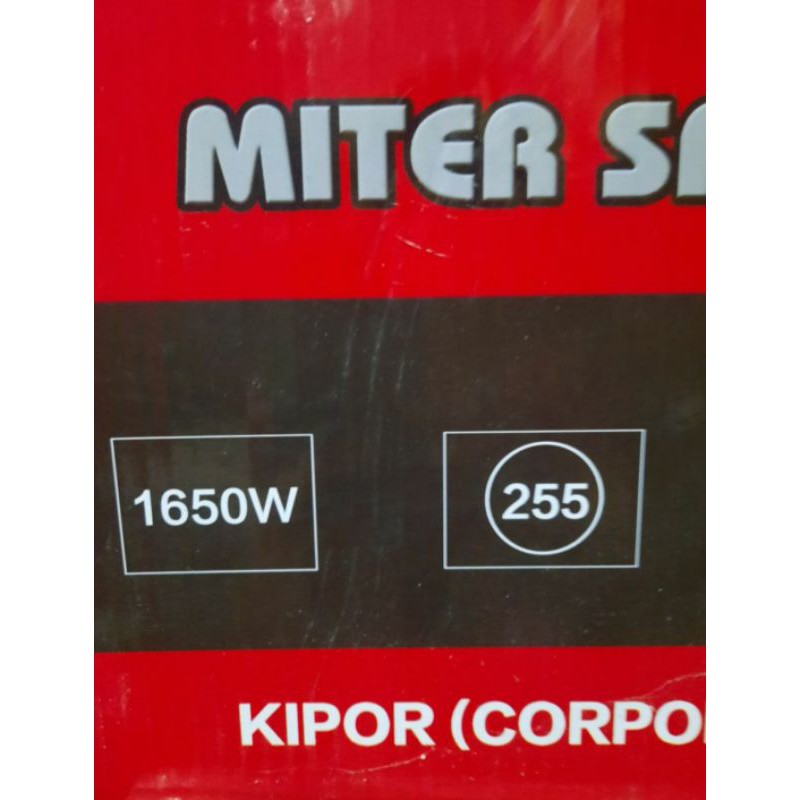 MITER SA
1650W
255
KIPOR (CORPO